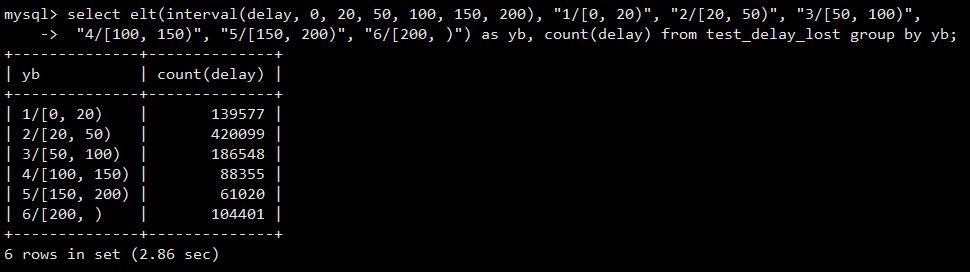 mysql> select elt(interval(delay, 0, 20, 50, 100, 150, 200), "1/[0, 20)", "2/[20, 50)", "3/[50, 100)",
    ->  "4/[100, 150)", "5/[150, 200)", "6/[200, )") as yb, count(delay) from test_delay_lost group by yb;
+--------------+--------------+
| yb           | count(delay) |
+--------------+--------------+
| 1/[0, 20)    |       139577 |
| 2/[20, 50)   |       420099 |
| 3/[50, 100)  |       186548 |
| 4/[100, 150) |        88355 |
| 5/[150, 200) |        61020 |
| 6/[200, )    |       104401 |
+--------------+--------------+
6 rows in set (2.86 sec)